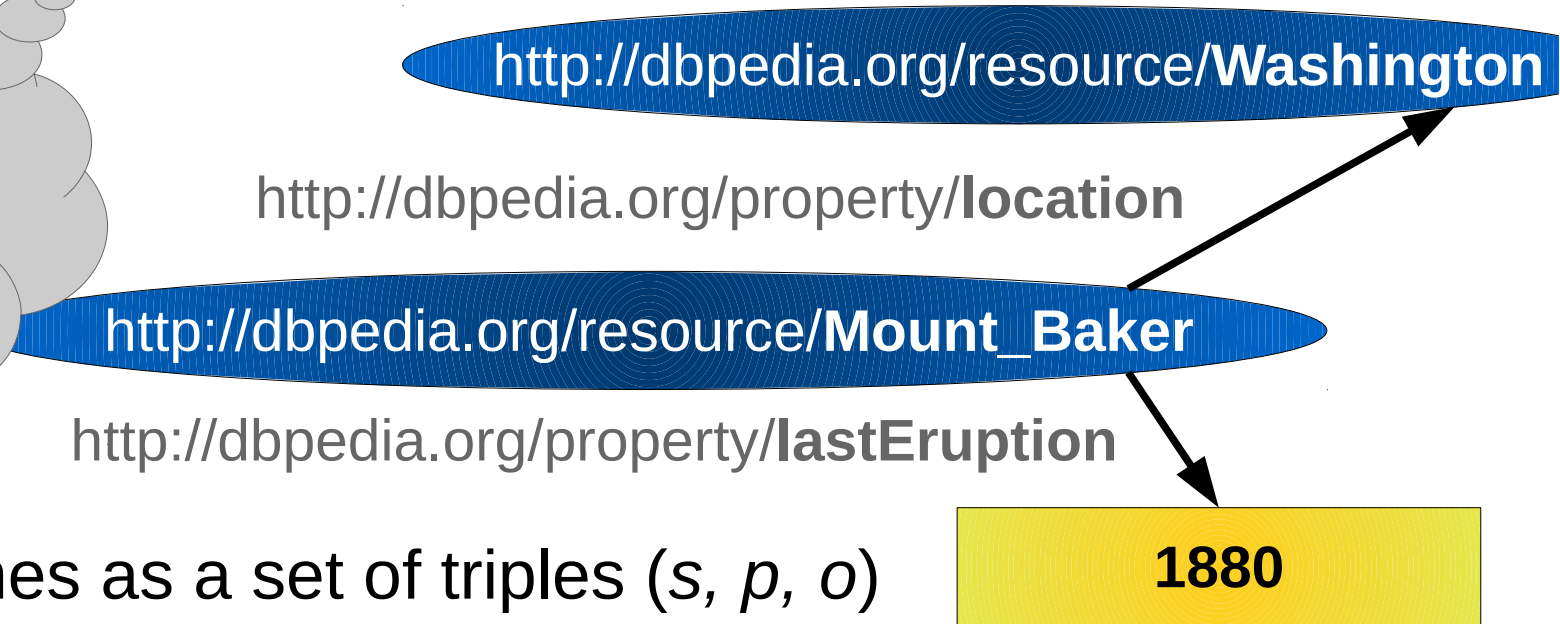 http://dbpedia.org/resource/Washington
http://dbpedia.org/property/location
http://dbpedia.org/resource/Mount_Baker
http://dbpedia.org/property/lastEruption
as a set of triples (s, p, o)
1880